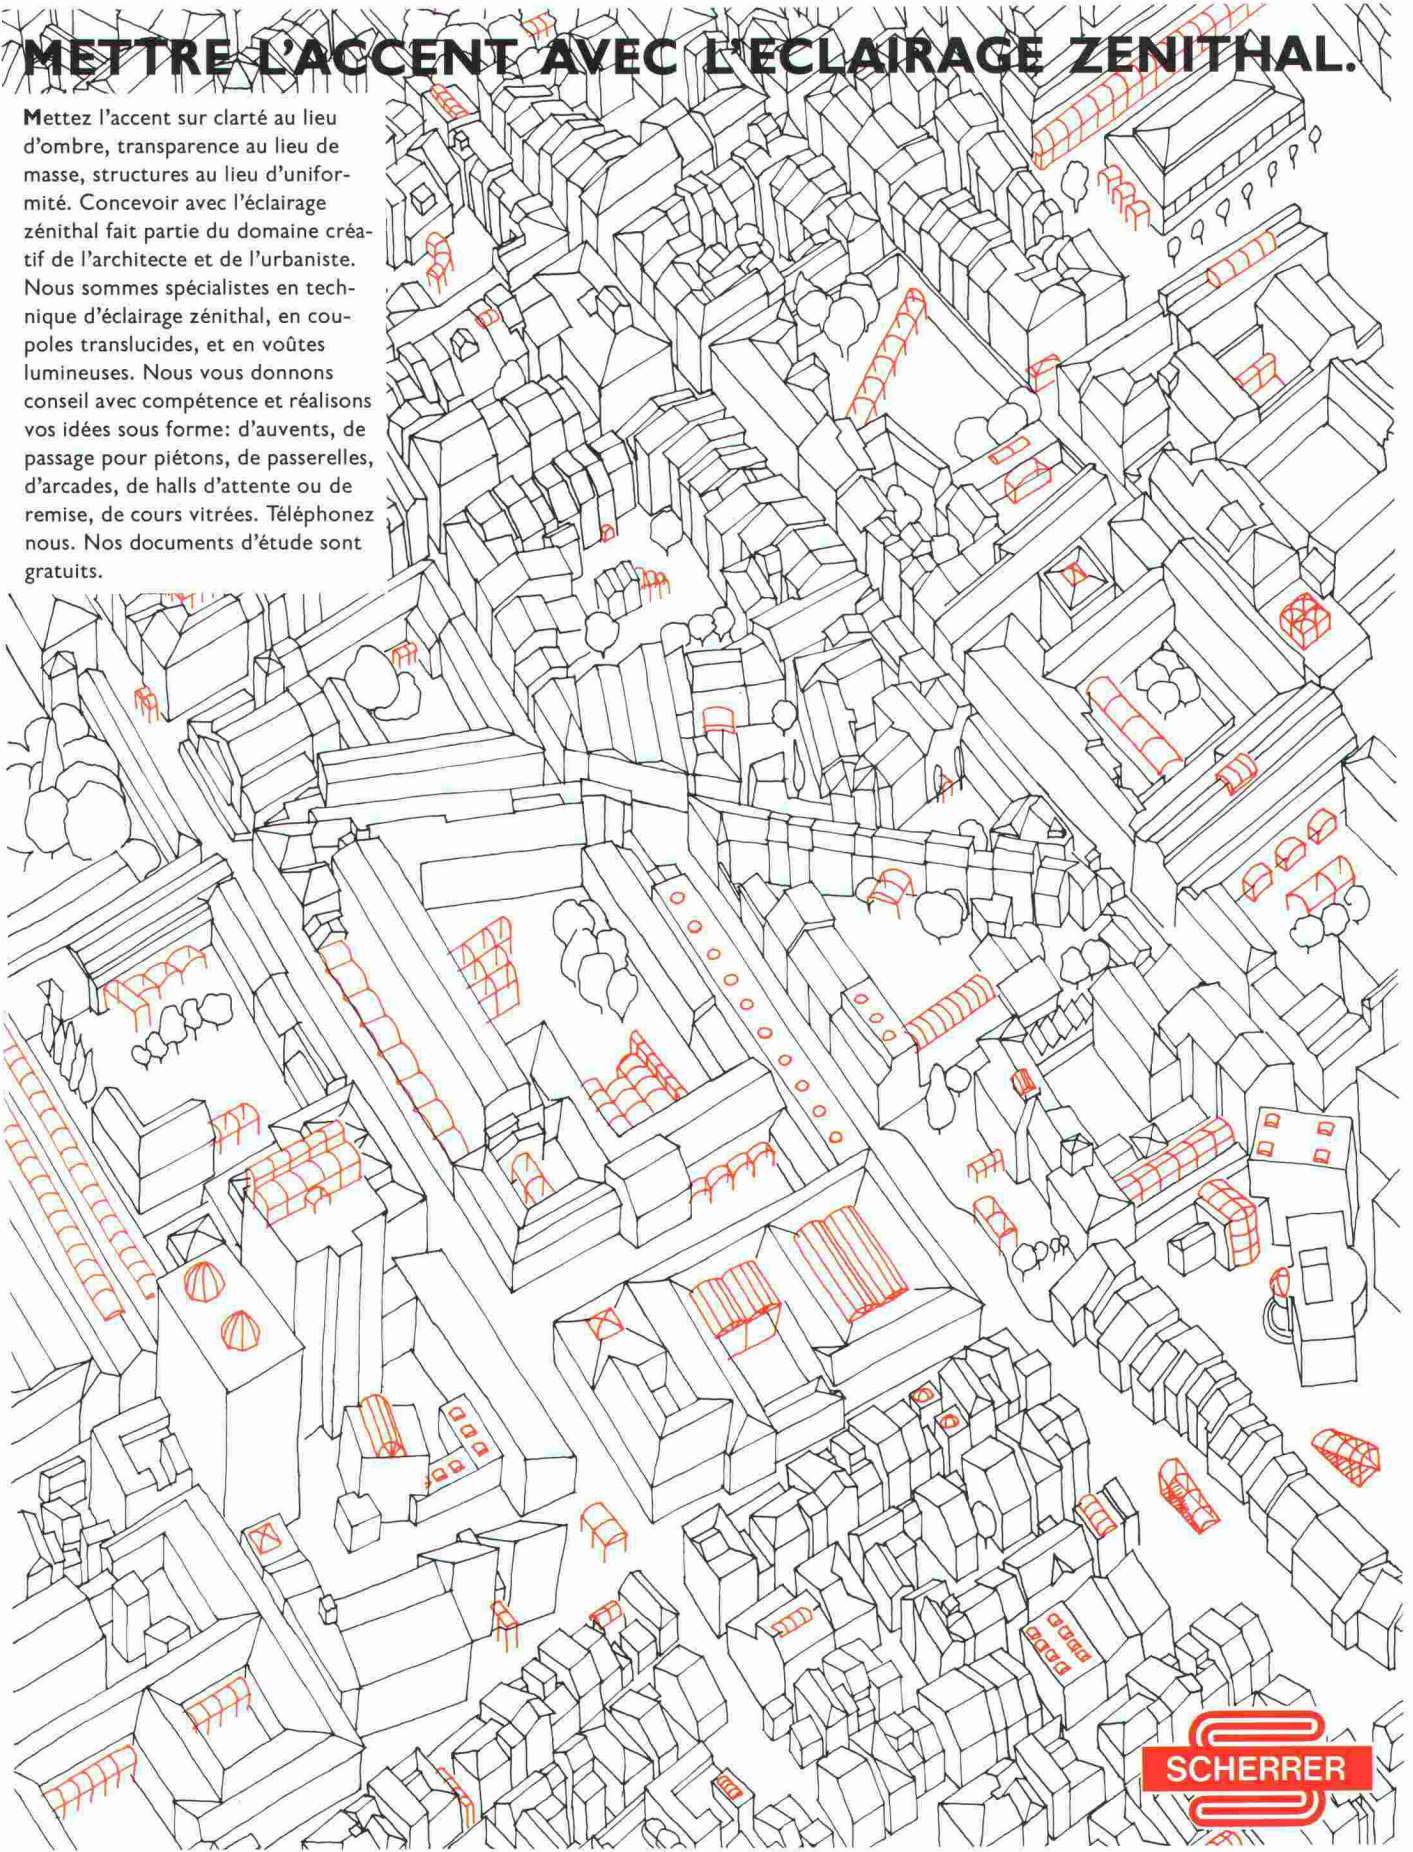 METTRE L'ACCENT AVEC L'ECLAIRAGE ZENITHAL.
Mettez l'accent sur clarté au lieu
d'ombre, transparence au lieu de
masse, structures au lieu d'unifor-
mité. Concevoir avec l'éclairage
zénithal fait partie du domaine créa-
tif de l'architecte et de l'urbaniste.
Nous sommes spécialistes en tech-
nique d'éclairage zénithal, en cou-
poles translucides, et en voûtes
lumineuses. Nous vous donnons
conseil avec compétence et réalisons
vos idées sous forme: d'auvents, de
passage pour piétons, de passerelles,
d'arcades, de halls d'attente ou de
remise, de cours vitrées. Téléphonez
nous. Nos documents d'étude sont
gratuits.
SCHERRER